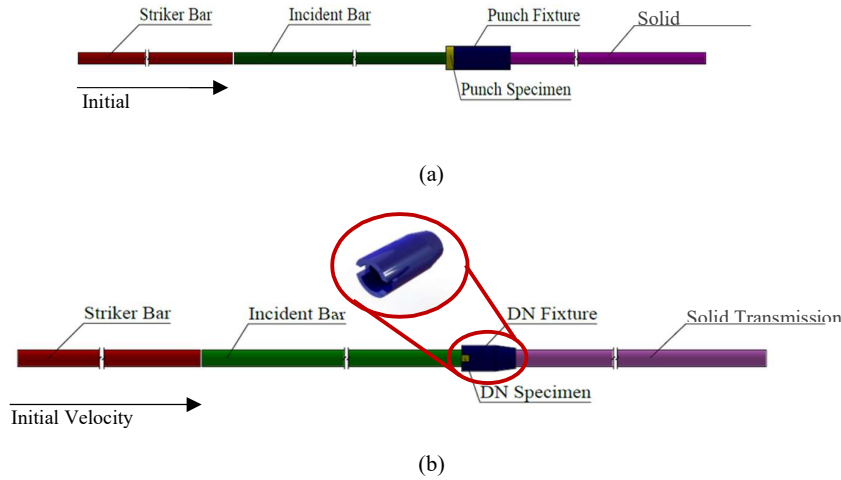 Striker Bar
Incident Bar
Punch Fixture
Solid
Punch Specimen
Initial
(a)
Striker Bar
Incident Bar
DN Fixture
Solid Transmission
DN Specimen
Initial Velocity
(b)